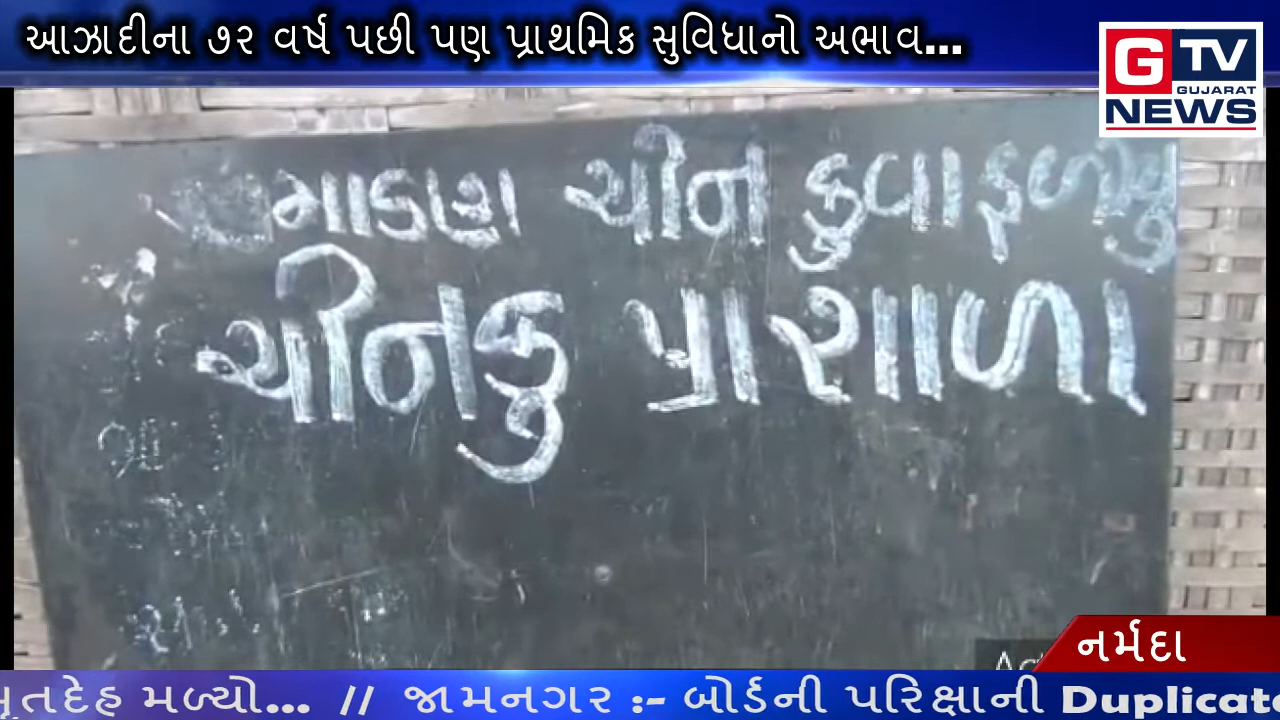 આઝાદીના ૭૨ વર્ષ પછી પણ પ્રાથમિક સુવિધાનો અભાવ...
G TV
GUJARAT
NEWS
માડણ ચીન કુવા ફળીયુ
ચીનકુ પ્રાશાળા
નર્મદા
મૃતદેહ મળ્યો... // જામનગર :- બોર્ડની પરિક્ષાની Duplicate